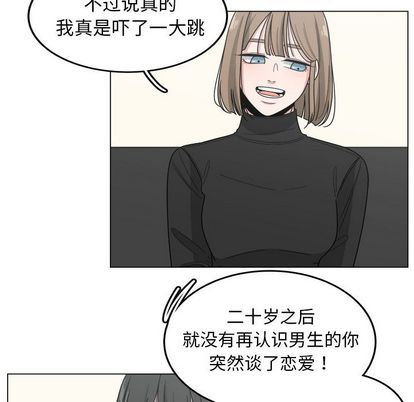 不过说真的
我真是吓了一大跳
二十岁之后
就没有再认识男生的你
突然谈了恋爱！